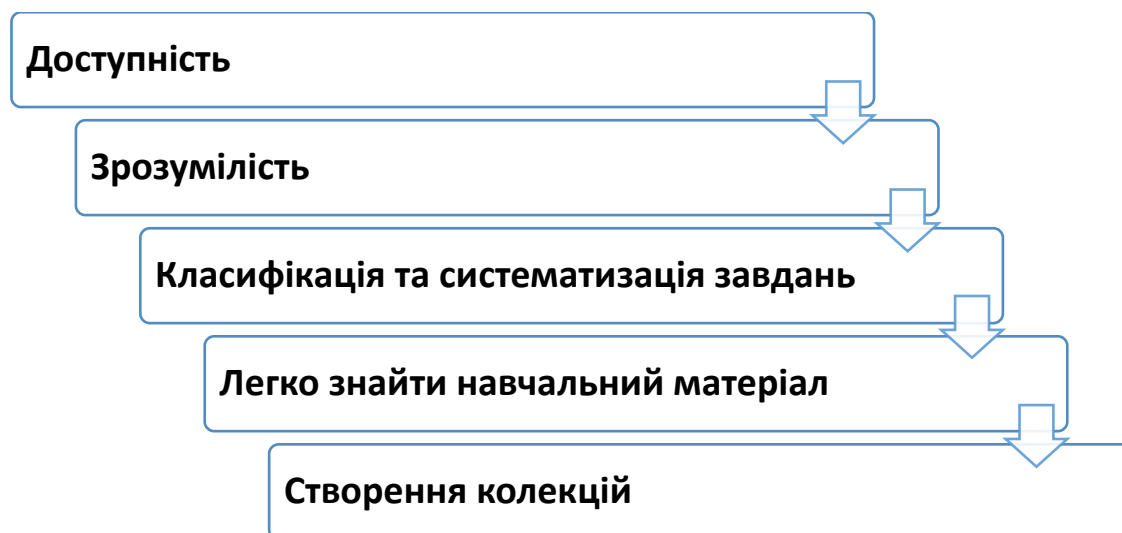 Доступність
Зрозумілість
Класифікація та систематизація завдань
Легко знайти навчальний матеріал
Створення колекцій